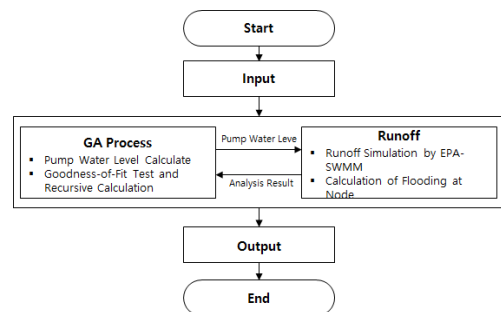 Start
Input
GA Process
▪ Pump Water Level Calculate
▪ Goodness-of-Fit Test and
Recursive Calculation
Pump Water Leve
Analysis Result
Runoff
▪ Runoff Simulation by EPA-
SWMM
▪ Calculation of Flooding at
Node
Output
End